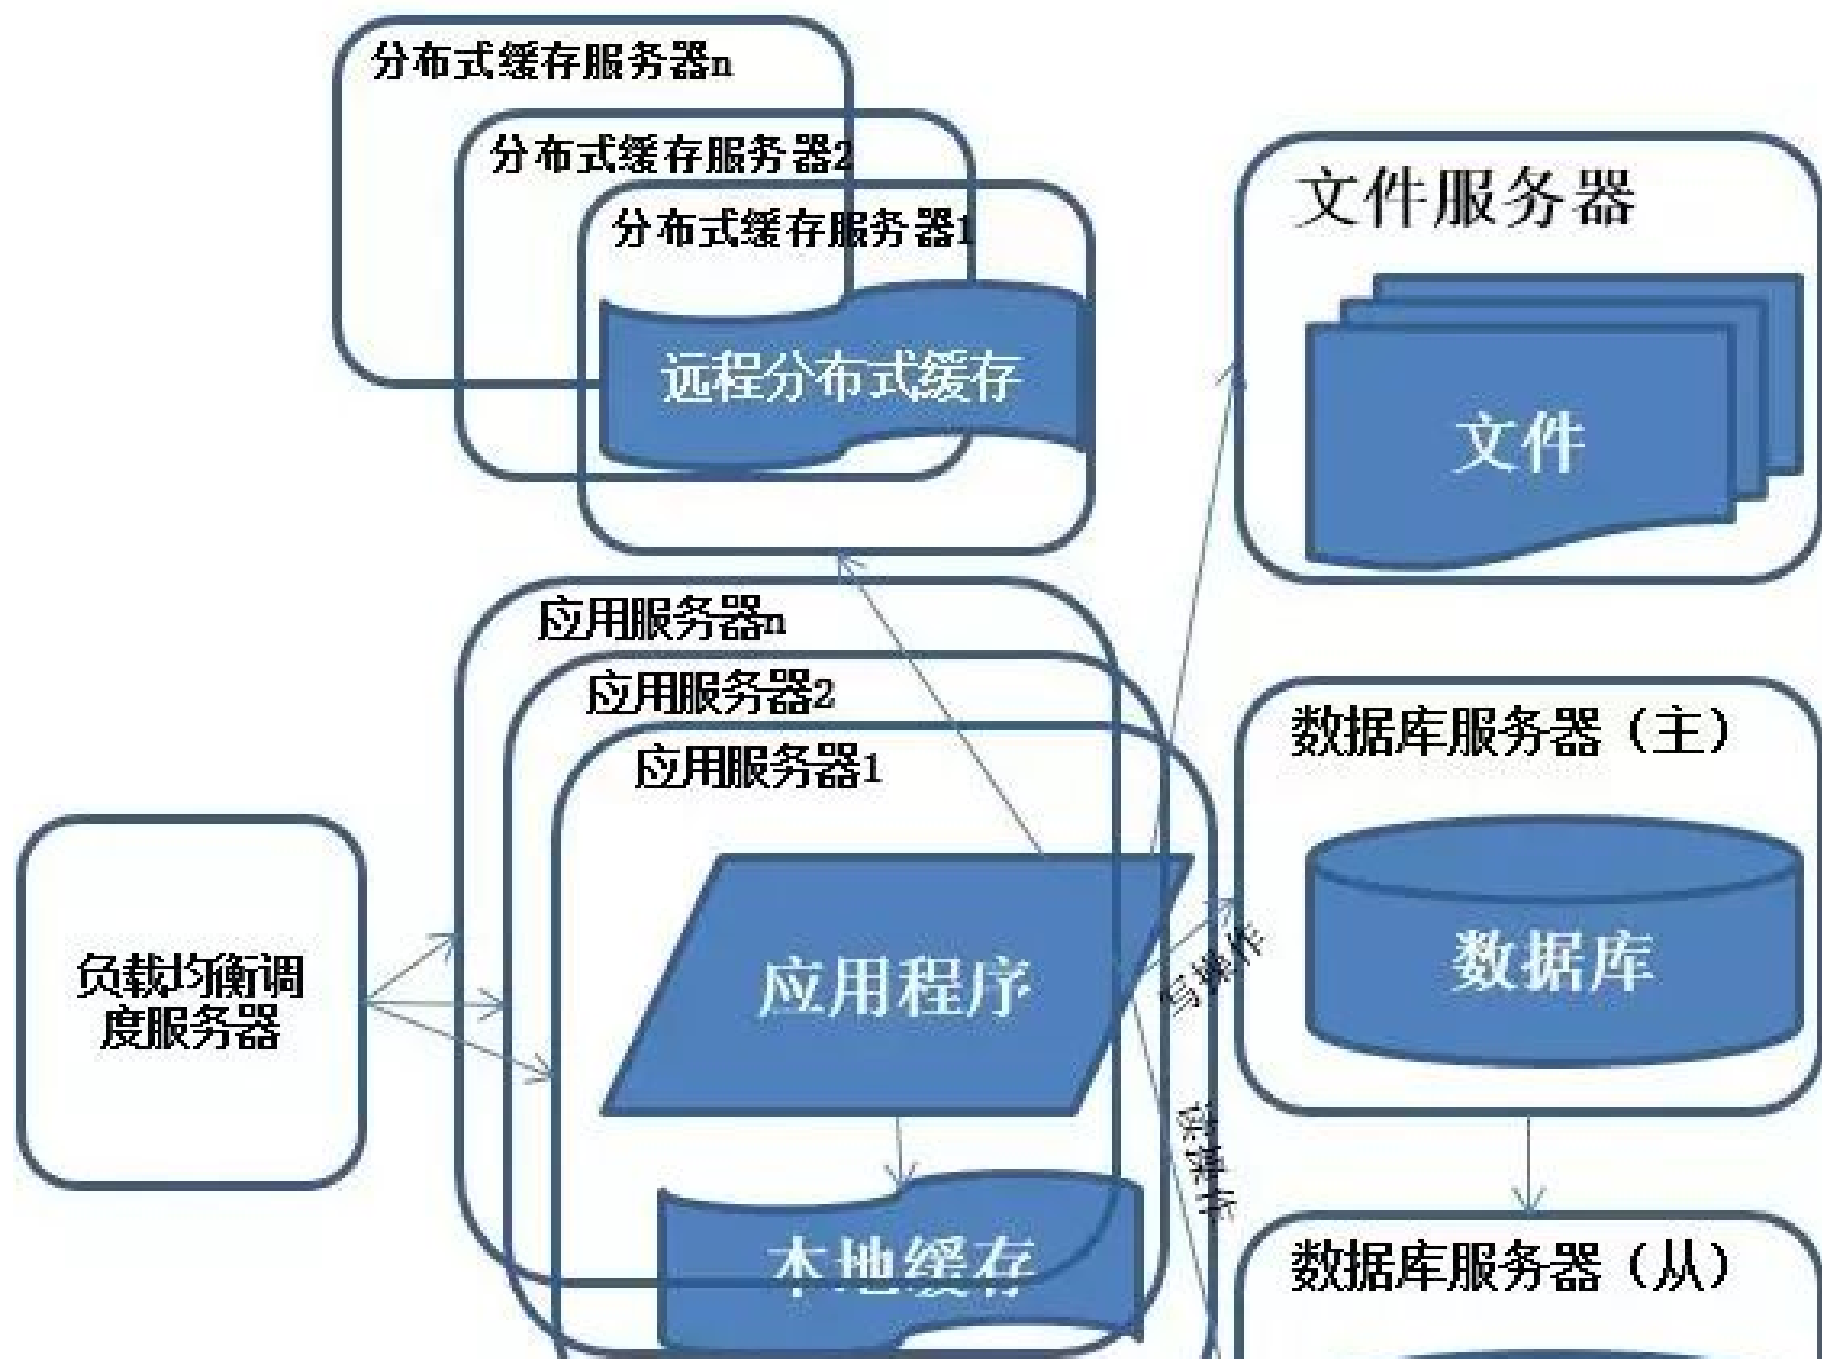 分布式缓存服务器n
分布式缓存服务器2
分布式缓存服务器1
远程分布式缓存
文件服务器
文件
应用服务器n
应用服务器2
应用服务器1
数据库服务器（主）
负载均衡调
度服务器
应用程序
写操作
数据库
读操作
本地缓存
数据库服务器（从）